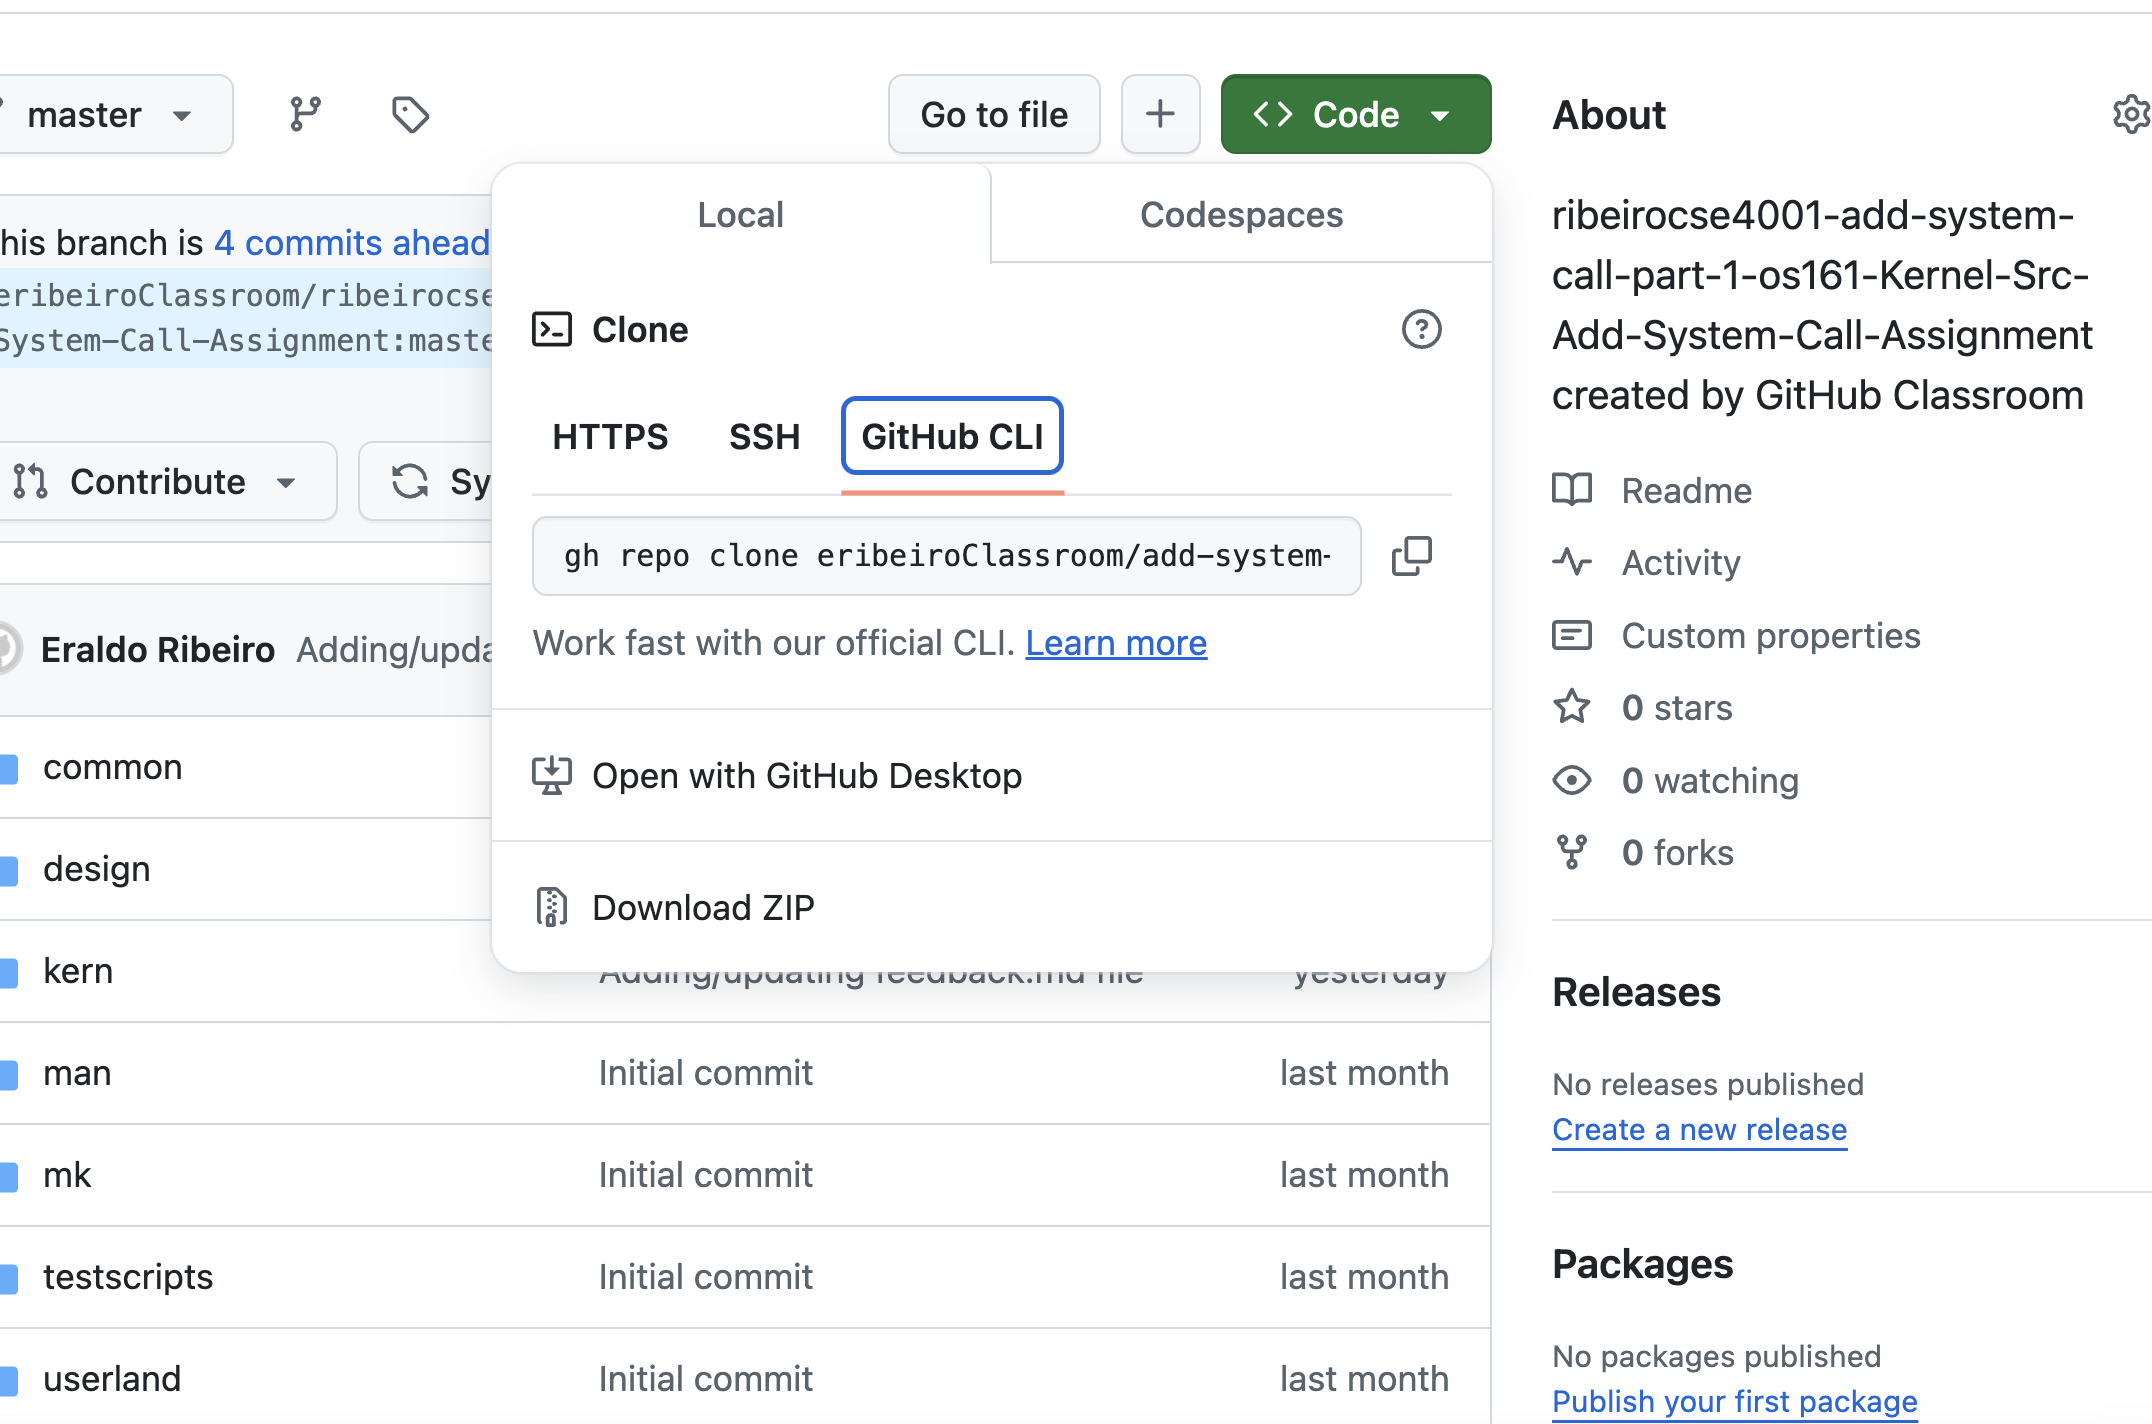 master
Go to file
Code
About
ribeirocse4001-add-system-
call-part-1-os161-Kernel-Src-
Add-System-Call-Assignment
created by GitHub Classroom
Readme
Activity
Custom properties
0 stars
0 watching
0 forks
Releases
No releases published
Create a new release
Packages
No packages published
Publish your first package
Local
Codespaces
Clone
HTTPS
SSH
GitHub CLI
gh repo clone eribeiroClassroom/add-system-
Work fast with our official CLI. Learn more
Open with GitHub Desktop
Download ZIP
his branch is 4 commits ahead
eribeiroClassroom/ribeirocse
System-Call-Assignment:maste
Contribute
Sy
Eraldo Ribeiro Adding/upda
common
design
kern Adding/updating feedback.md file yesterday
man Initial commit last month
mk Initial commit last month
testscripts Initial commit last month
userland Initial commit last month